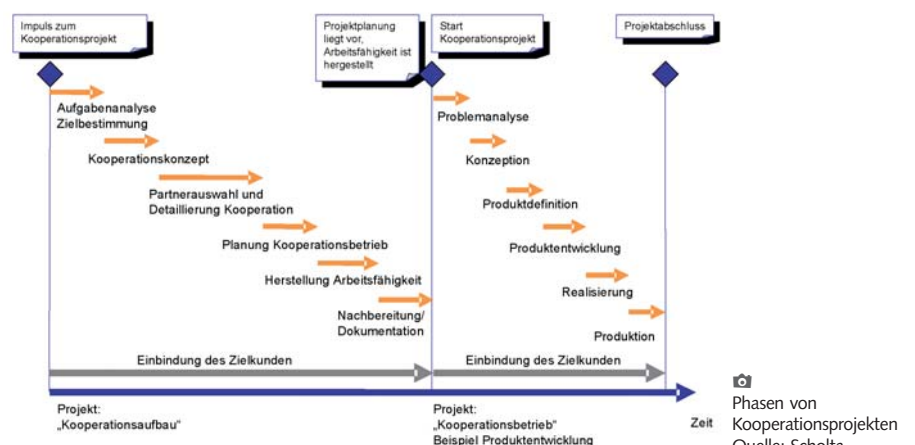 Impuls zum
Kooperationsprojekt
Projektplanung
liegt vor,
Arbeitsfähigkeit ist
hergestellt
Start
Kooperationsprojekt
Projektabschluss
Aufgabenanalyse
Zielbestimmung
Kooperationskonzept
Partnerauswahl und
Detaillierung Kooperation
Planung Kooperationsbetrieb
Herstellung Arbeitsfähigkeit
Nachbereitung/
Dokumentation
Problemanalyse
Konzeption
Produktdefinition
Produktentwicklung
Realisierung
Produktion
Einbindung des Zielkunden
Einbindung des Zielkunden
Projekt:
„Kooperationsaufbau“
Projekt:
„Kooperationsbetrieb“
Beispiel Produktentwicklung
Zeit
Phasen von
Kooperationsprojekten
Quelle: Scholta